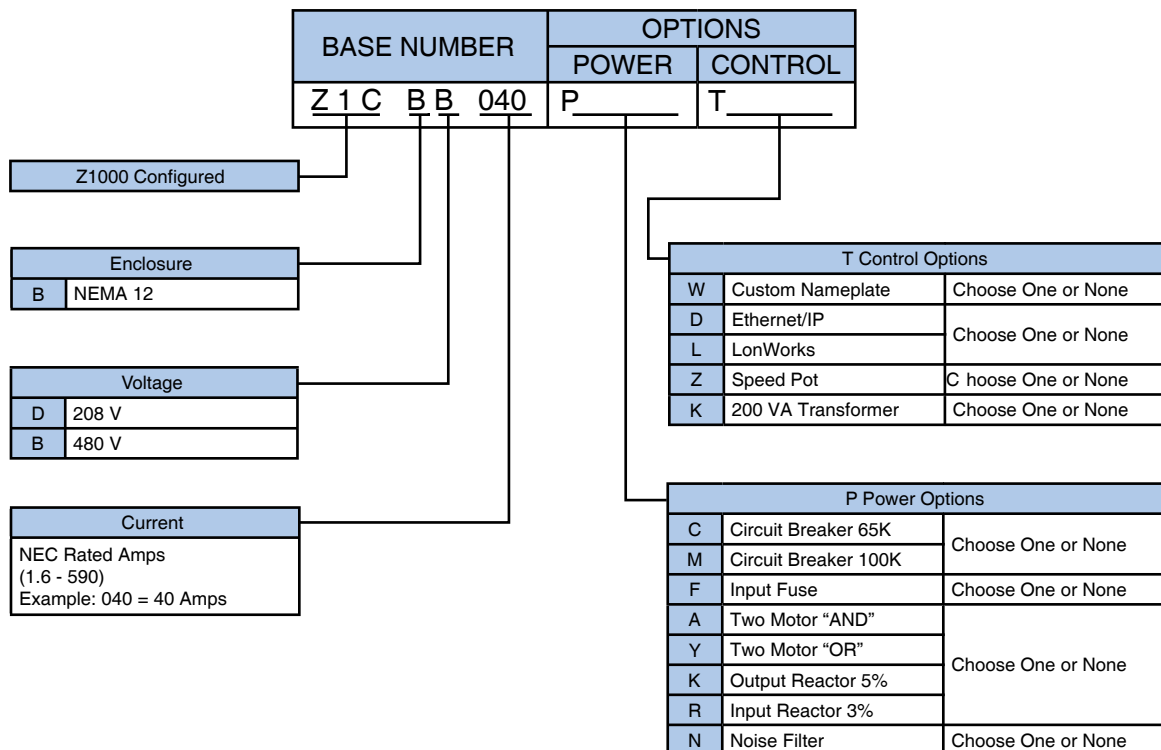 BASE NUMBER
OPTIONS
POWER
CONTROL
Z 1 C B B 040 P T
Z1000 Configured
Enclosure
B NEMA 12
Voltage
D 208 V
B 480 V
Current
NEC Rated Amps
(1.6 - 590)
Example: 040 = 40 Amps
T Control Options
W Custom Nameplate Choose One or None
D Ethernet/IP
Choose One or None
L LonWorks
Z Speed Pot C hoose One or None
K 200 VA Transformer Choose One or None
P Power Options
C Circuit Breaker 65K
Choose One or None
M Circuit Breaker 100K
F Input Fuse Choose One or None
A Two Motor “AND”
Y Two Motor “OR”
Choose One or None
K Output Reactor 5%
R Input Reactor 3%
N Noise Filter Choose One or None